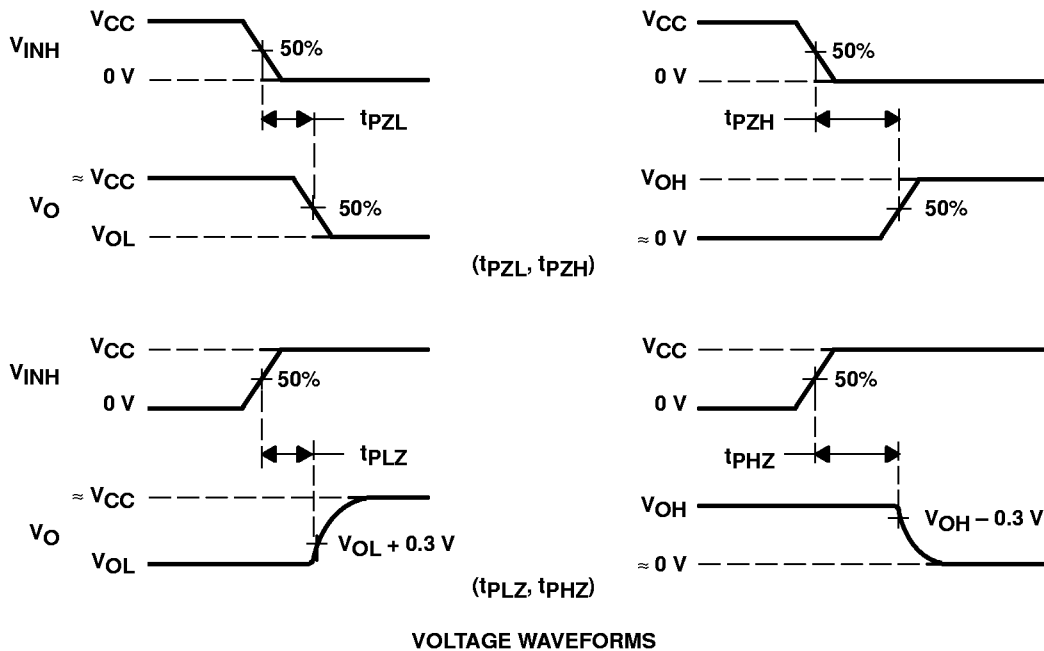 VCC
VINH
50%
0 V
tPZL
≈ VCC
VO
50%
VOL
VCC
50%
0 V
tPZH
VOH
50%
≈ 0 V
(tPZL, tPZH)
VCC
VINH
50%
0 V
tPLZ
≈ VCC
VO
VOL + 0.3 V
VOL
VCC
50%
0 V
tPHZ
VOH
VOH – 0.3 V
≈ 0 V
(tPLZ, tPHZ)
VOLTAGE WAVEFORMS